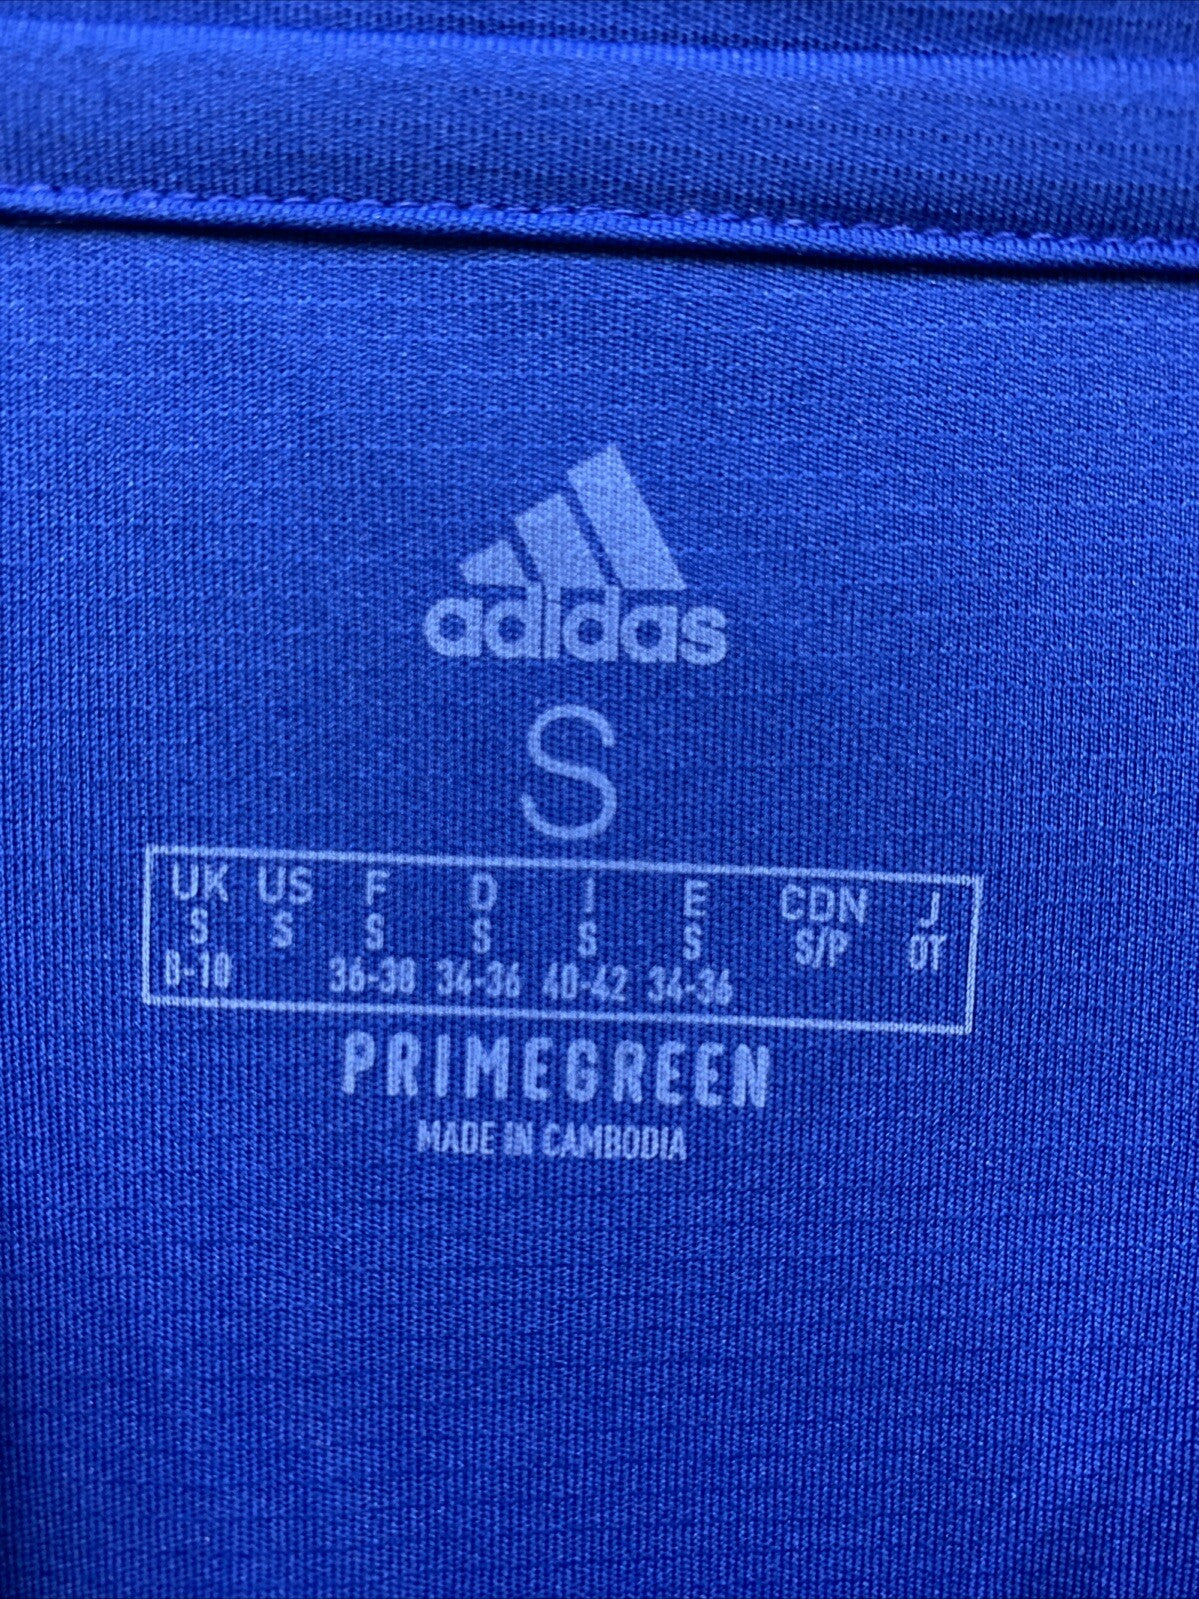 adidas
S
UK US F D I E CDN J
S S S S S S S/P OT
8-10 36-38 34-36 40-42 34-36
PRIMEGREEN
MADE IN CAMBODIA